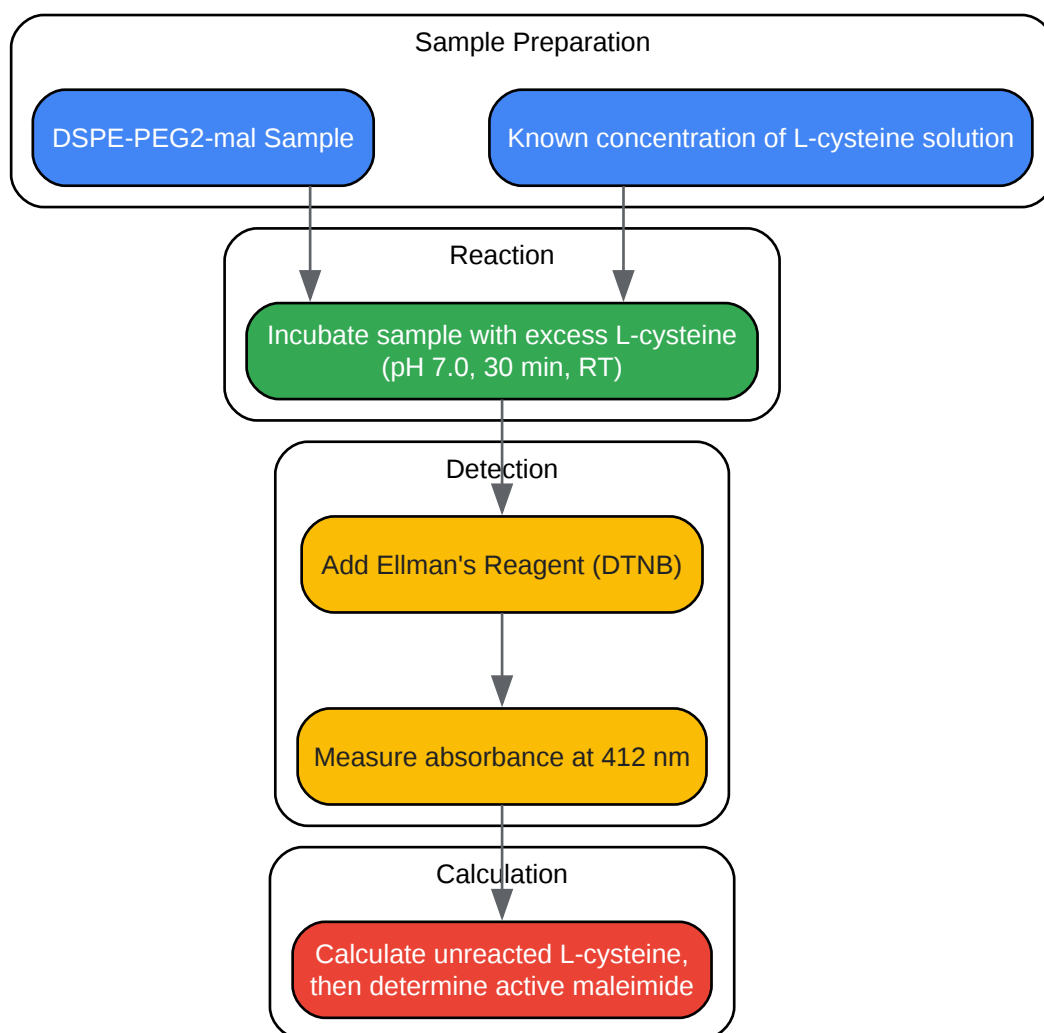 Sample Preparation
DSPE-PEG2-mal Sample
Known concentration of L-cysteine solution
Reaction
Incubate sample with excess L-cysteine
(pH 7.0, 30 min, RT)
Detection
Add Ellman's Reagent (DTNB)
Measure absorbance at 412 nm
Calculation
Calculate unreacted L-cysteine,
then determine active maleimide